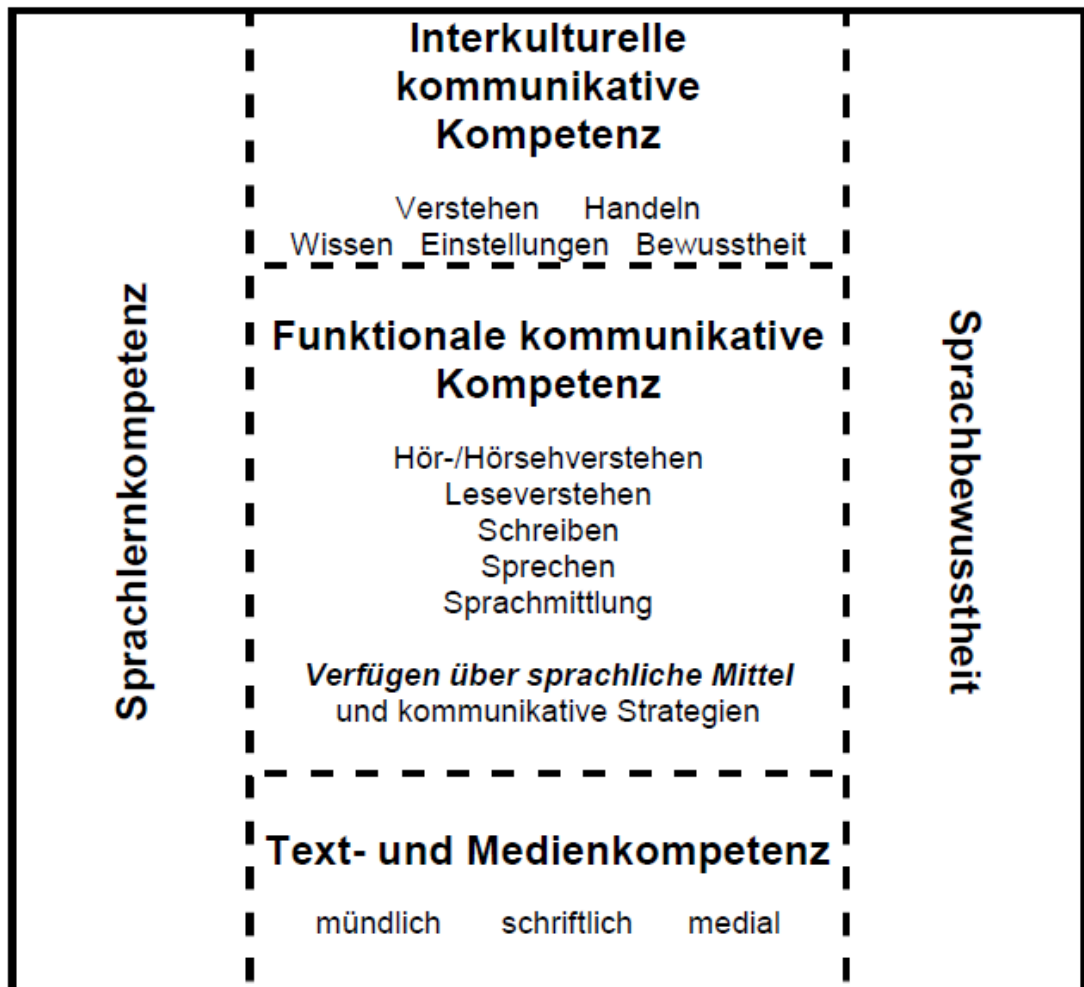 Interkulturelle
kommunikative
Kompetenz
Verstehen Handeln
Wissen Einstellungen Bewusstheit
Sprachlernkompetenz
Funktionale kommunikative
Kompetenz
Hör-/Hörsehverstehen
Leseverstehen
Schreiben
Sprechen
Sprachmittlung
Verfügen über sprachliche Mittel
und kommunikative Strategien
Sprachbewusstheit
Text- und Medienkompetenz
mündlich schriftlich medial